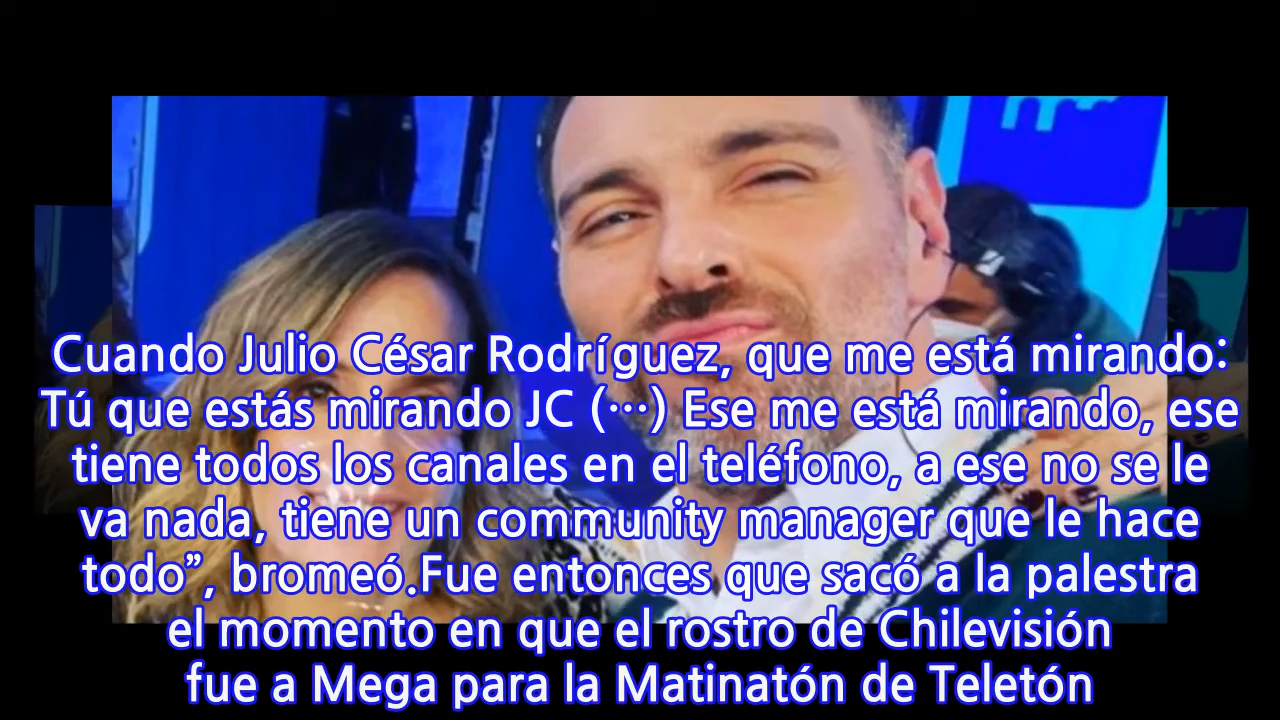 Cuando Julio César Rodríguez, que me está mirando:
Tú que estás mirando JC (···) Ese me está mirando, ese
tiene todos los canales en el teléfono, a ese no se le
va nada, tiene un community manager que le hace
todo”, bromeó.Fue entonces que sacó a la palestra
el momento en que el rostro de Chilevisión
fue a Mega para la Matinatón de Teletón